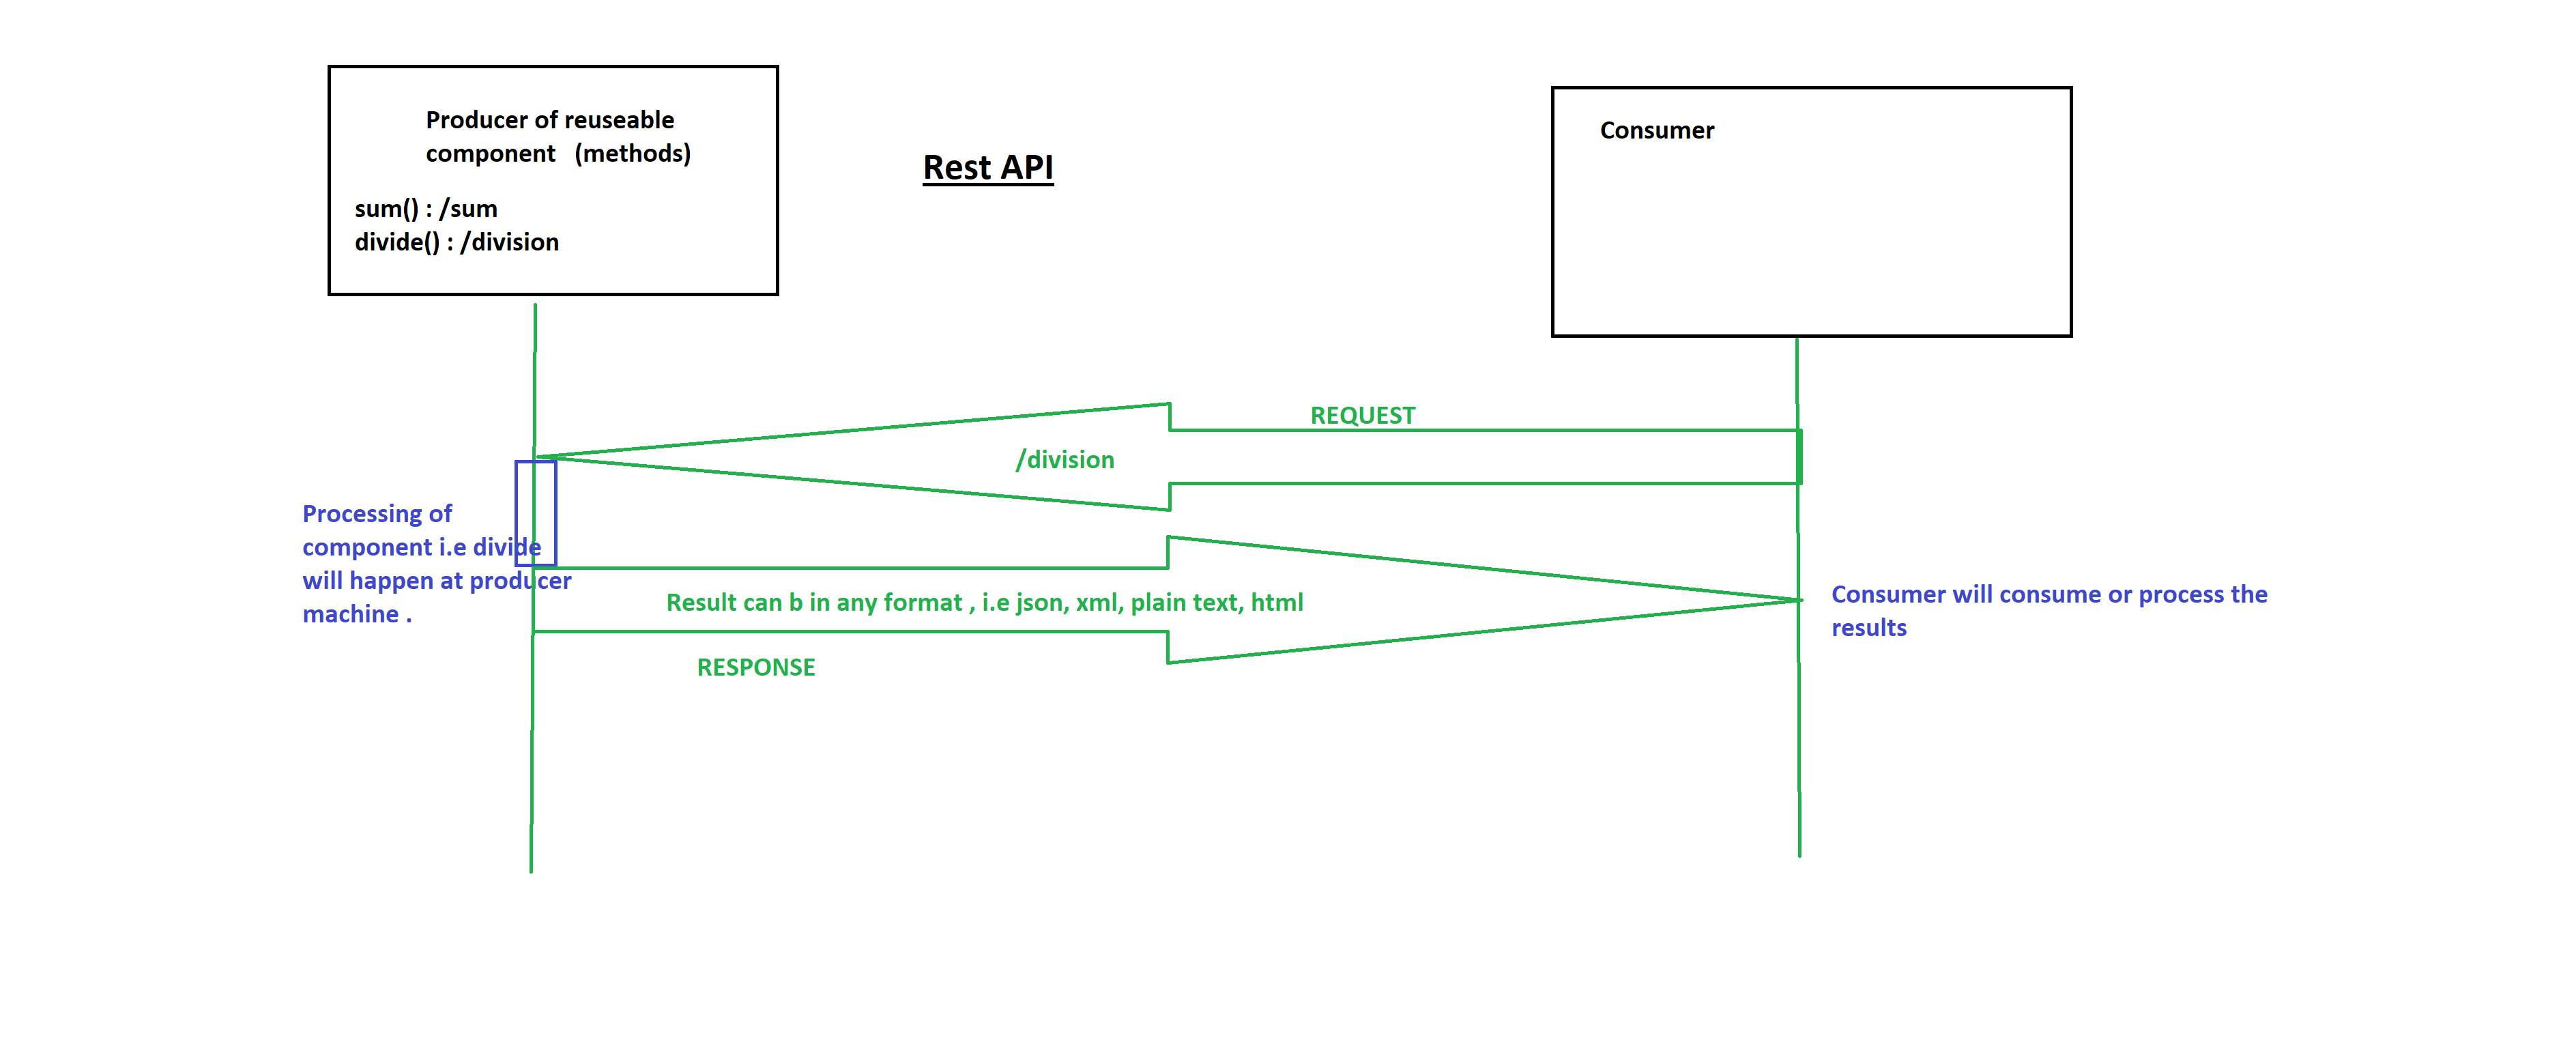 Producer of reuseable
component (methods)
sum() : /sum
divide() : /division
Rest API
Consumer
REQUEST
/division
Processing of
component i.e divide
will happen at producer
machine .
Result can b in any format , i.e json, xml, plain text, html
RESPONSE
Consumer will consume or process the
results